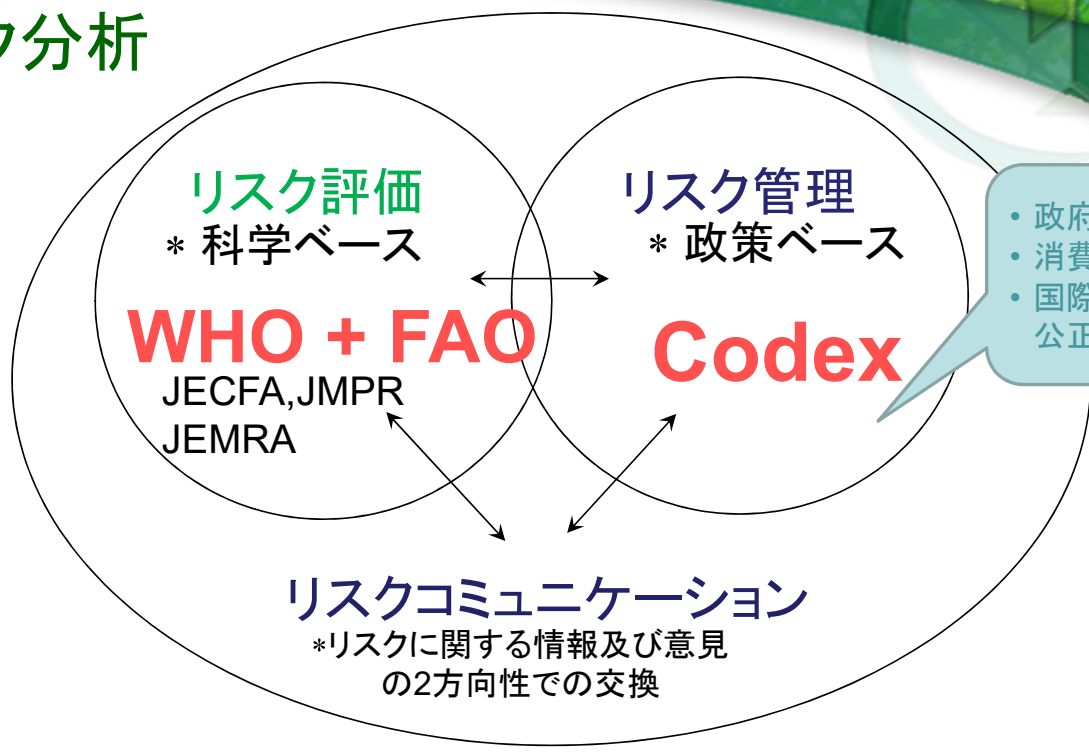 ク分析
リスク評価
* 科学ベース
WHO + FAO
JECFA,JMPR
JEMRA
リスク管理
* 政策ベース
Codex
• 政府
• 消費
• 国際
公正
リスクコミュニケーション
*リスクに関する情報及び意見
の2方向性での交換